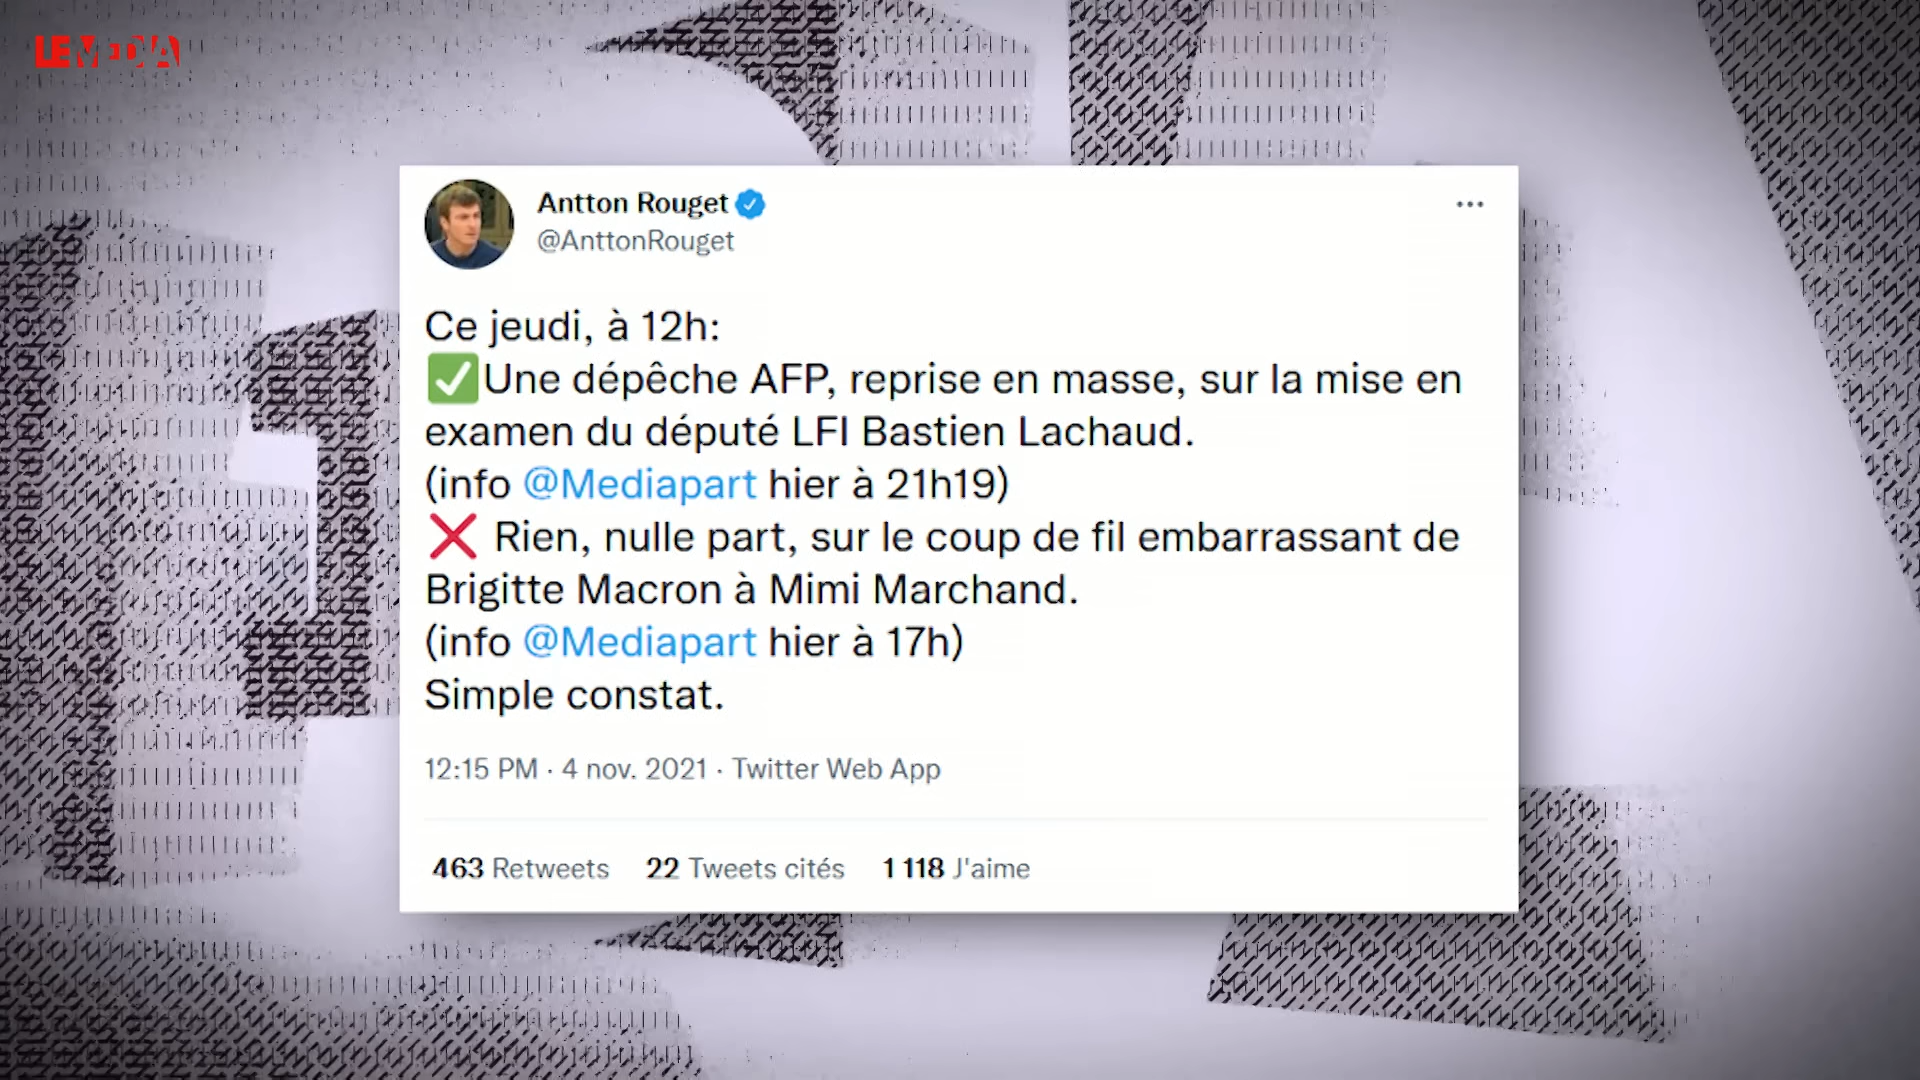 LEMEDIA
Antton Rouget
@AnttonRouget
Ce jeudi, à 12h:
✅Une dépêche AFP, reprise en masse, sur la mise en
examen du député LFI Bastien Lachaud.
(info @Mediapart hier à 21h19)
❌ Rien, nulle part, sur le coup de fil embarrassant de
Brigitte Macron à Mimi Marchand.
(info @Mediapart hier à 17h)
Simple constat.
12:15 PM · 4 nov. 2021 · Twitter Web App
463 Retweets 22 Tweets cités 1 118 J'aime